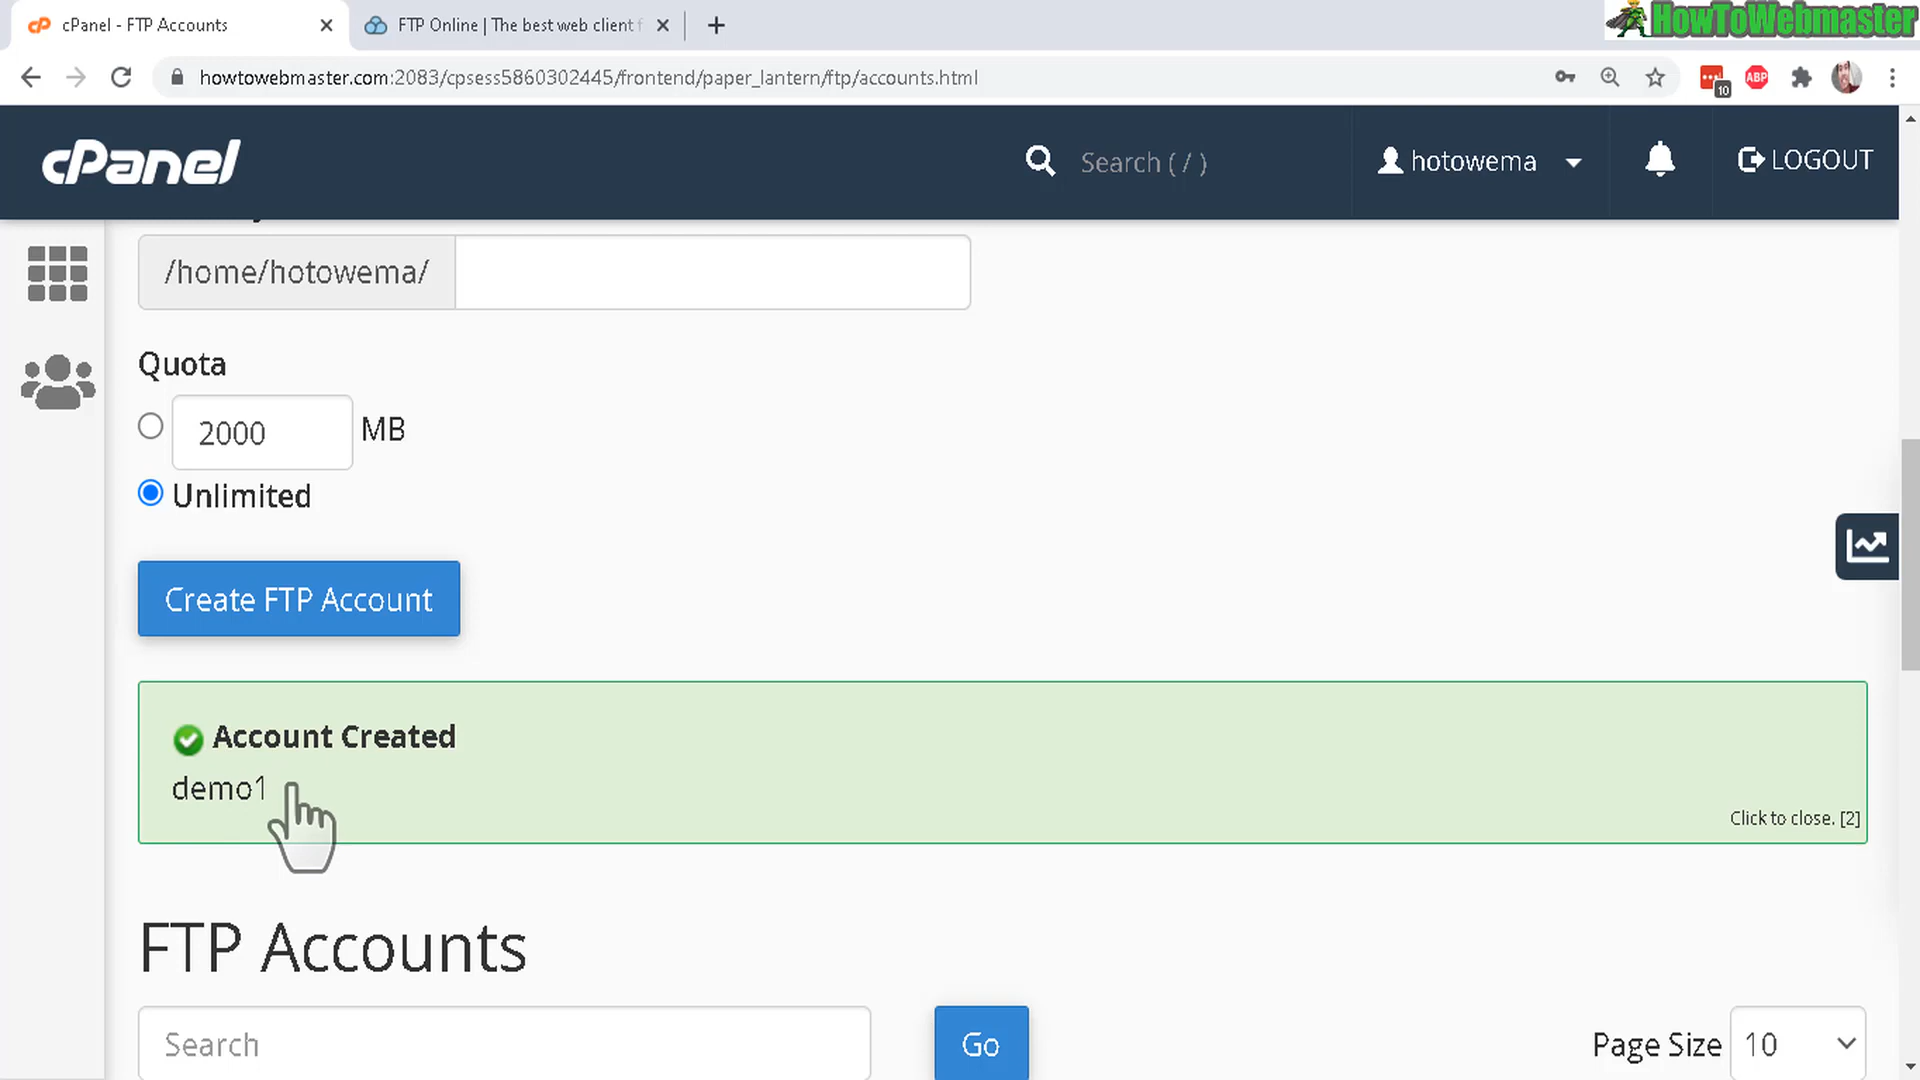 cPanel - FTP Accounts
FTP Online | The best web client f
HowToWebmaster
howtowebmaster.com:2083/cpsess5860302445/frontend/paper_lantern/ftp/accounts.html
10
ABP
cPanel
Search ( / )
hotowema
LOGOUT
/home/hotowema/
Quota
2000
MB
Unlimited
Create FTP Account
Account Created
demo1
Click to close. [2]
FTP Accounts
Search
Go
Page Size
10